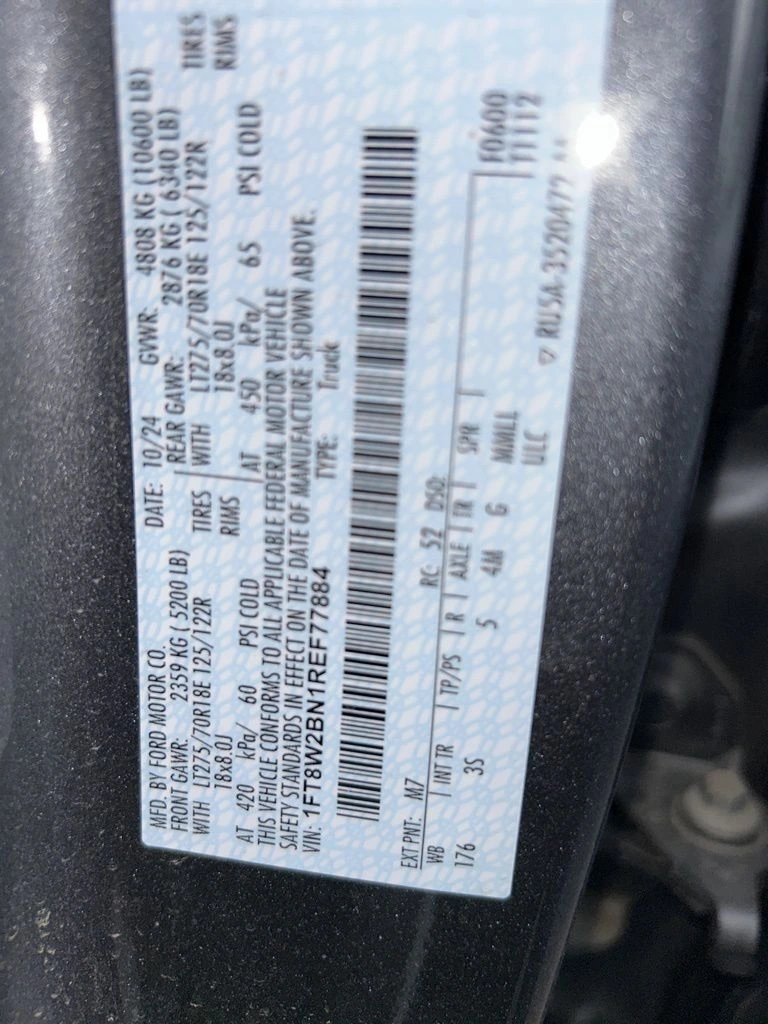 MFD. BY FORD MOTOR CO.
DATE: 10/24 GVWR: 4808 KG (10600 LB)
FRONT GAWR: 2359 KG ( 5200 LB) REAR GAWR: 2876 KG ( 6340 LB)
WITH LT275/70R18E 125/122R TIRES WITH LT275/70R18E 125/122R TIRES
18x8.0J RIMS 18x8.0J RIMS
AT 420 kPa/ 60 PSI COLD AT 450 kPa/ 65 PSI COLD
THIS VEHICLE CONFORMS TO ALL APPLICABLE FEDERAL MOTOR VEHICLE
SAFETY STANDARDS IN EFFECT ON THE DATE OF MANUFACTURE SHOWN ABOVE.
VIN: 1FT8W2BN1REF77884 TYPE: Truck
EXT PNT: M7 RC: 52 DSO: F0600
WB INT TR TP/PS R AXLE TR SPR T1112
176 3S 5 4M G MMLL
ULC
▽ RU5A-3520472